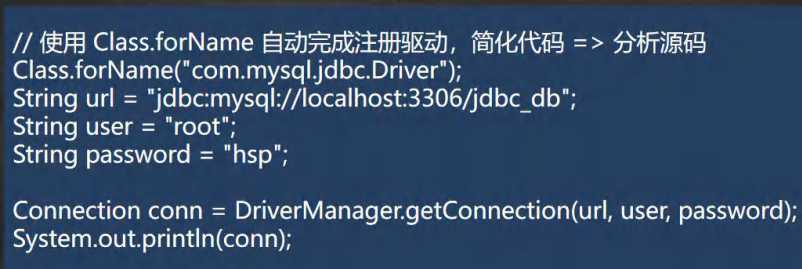 // 使用 Class.forName 自动完成注册驱动，简化代码 => 分析源码
Class.forName("com.mysql.jdbc.Driver");
String url = "jdbc:mysql://localhost:3306/jdbc_db";
String user = "root";
String password = "hsp";
Connection conn = DriverManager.getConnection(url, user, password);
System.out.println(conn);